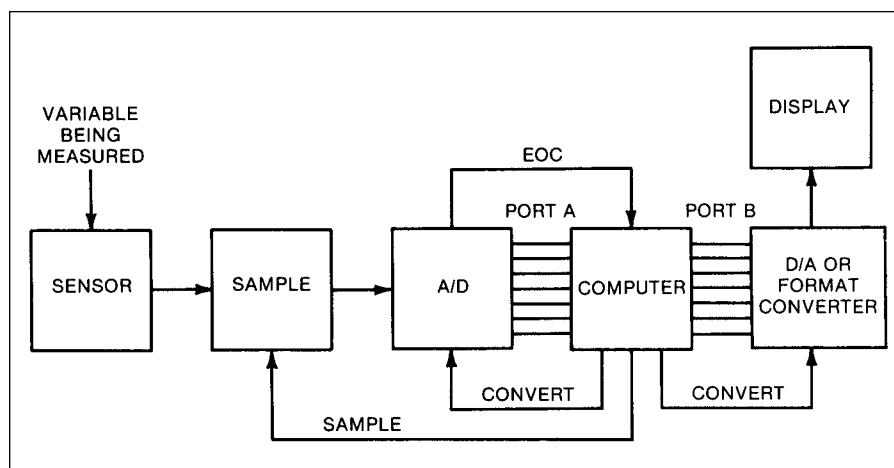 VARIABLE
BEING
MEASURED
DISPLAY
EOC
PORT A
PORT B
SENSOR
SAMPLE
A/D
COMPUTER
D/A OR
FORMAT
CONVERTER
CONVERT
CONVERT
SAMPLE